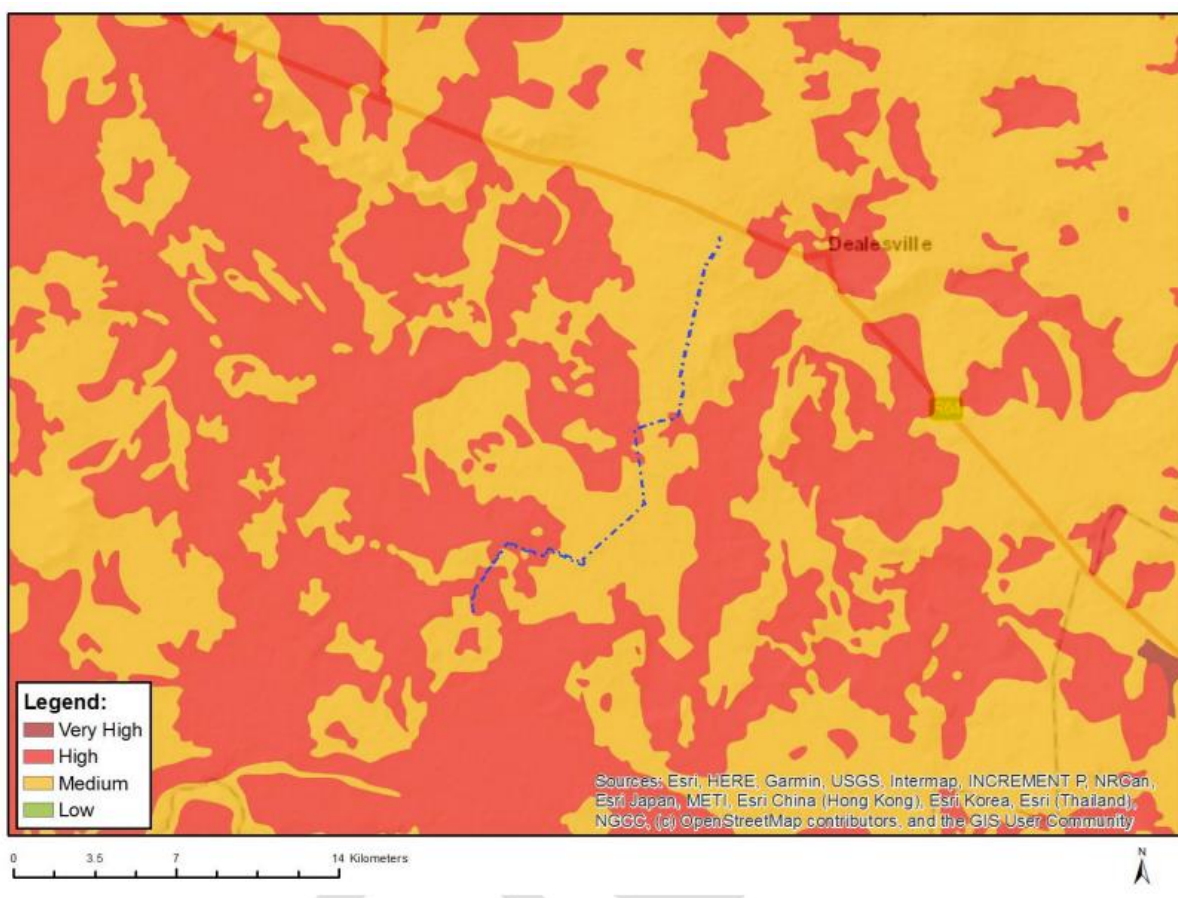 Dealesville
R64
Legend:
Very High
High
Medium
Low
Sources: Esri, HERE, Garmin, USGS, Intermap, INCREMENT P, NRCan,
Esri Japan, METI, Esri China (Hong Kong), Esri Korea, Esri (Thailand),
NGCC, (c) OpenStreetMap contributors, and the GIS User Community
0 3.5 7 14 Kilometers
N